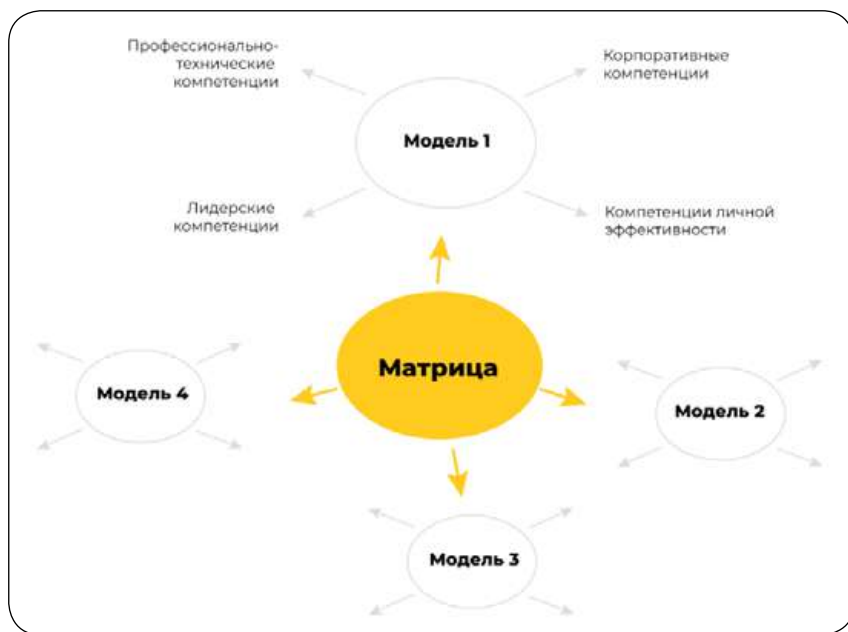 Профессионально-
технические
компетенции
Корпоративные
компетенции
Модель 1
Лидерские
компетенции
Компетенции личной
эффективности
Матрица
Модель 4
Модель 2
Модель 3